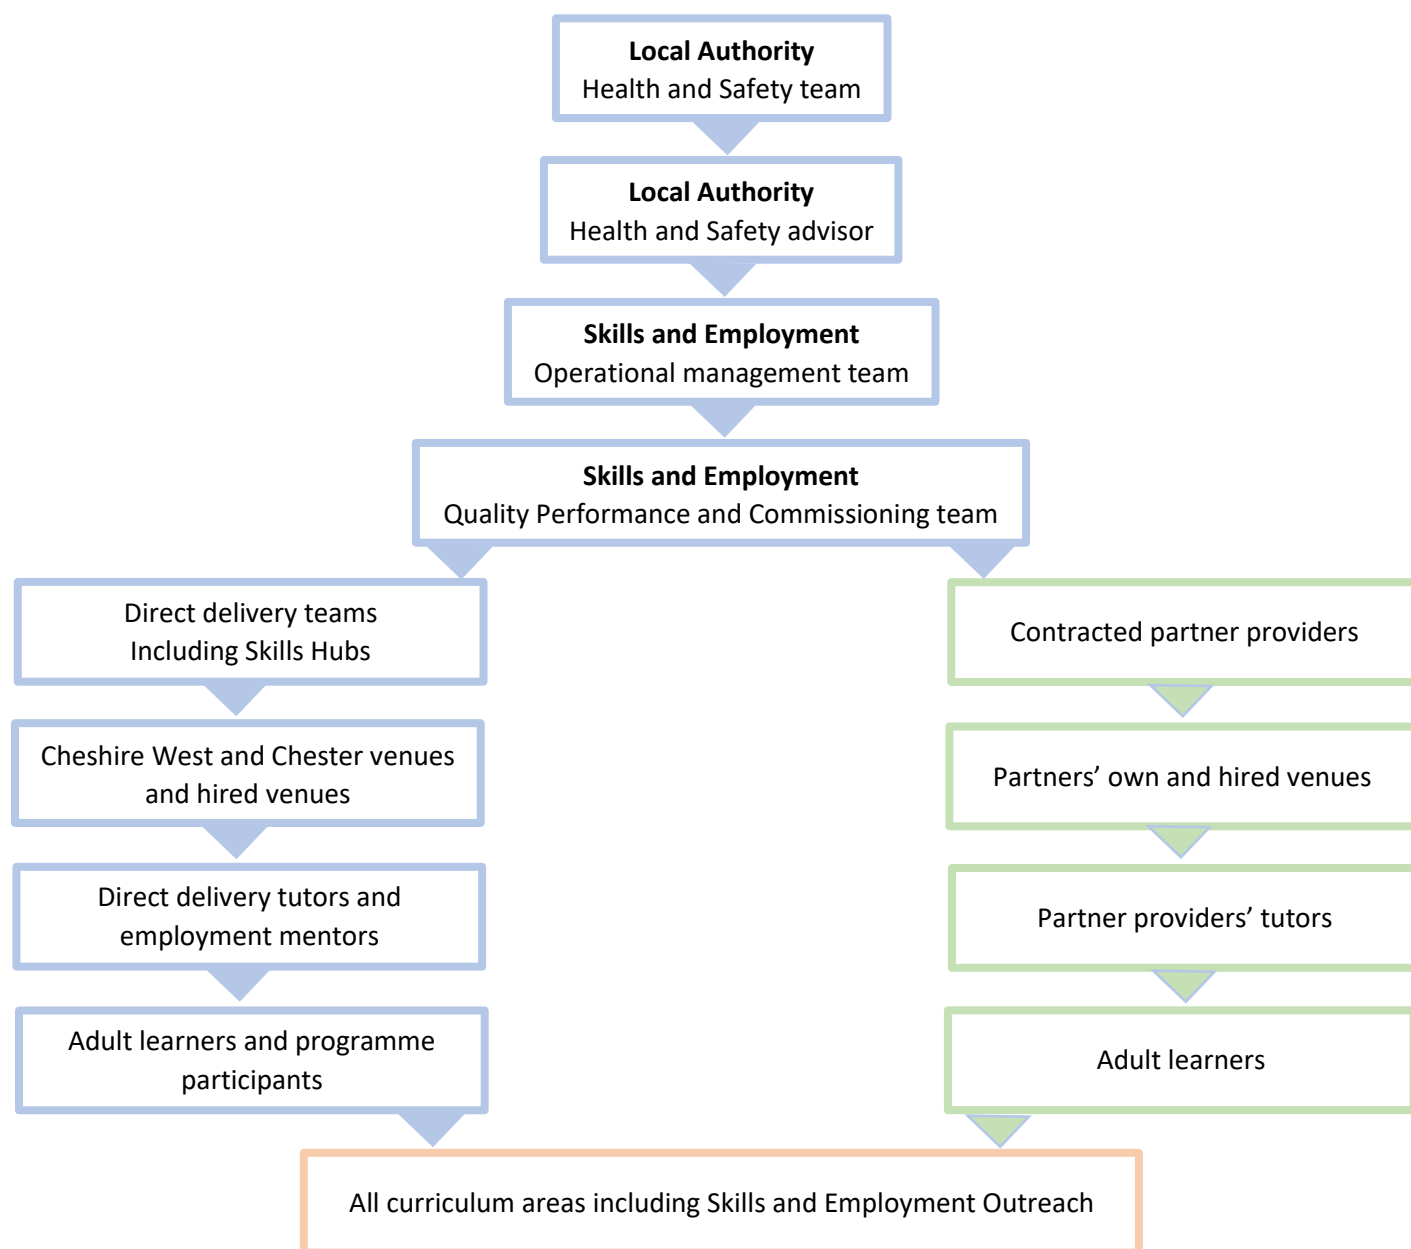 Local Authority
Health and Safety team
Local Authority
Health and Safety advisor
Skills and Employment
Operational management team
Skills and Employment
Quality Performance and Commissioning team
Direct delivery teams
Including Skills Hubs
Contracted partner providers
Cheshire West and Chester venues
and hired venues
Partners’ own and hired venues
Direct delivery tutors and
employment mentors
Partner providers’ tutors
Adult learners and programme
participants
Adult learners
All curriculum areas including Skills and Employment Outreach